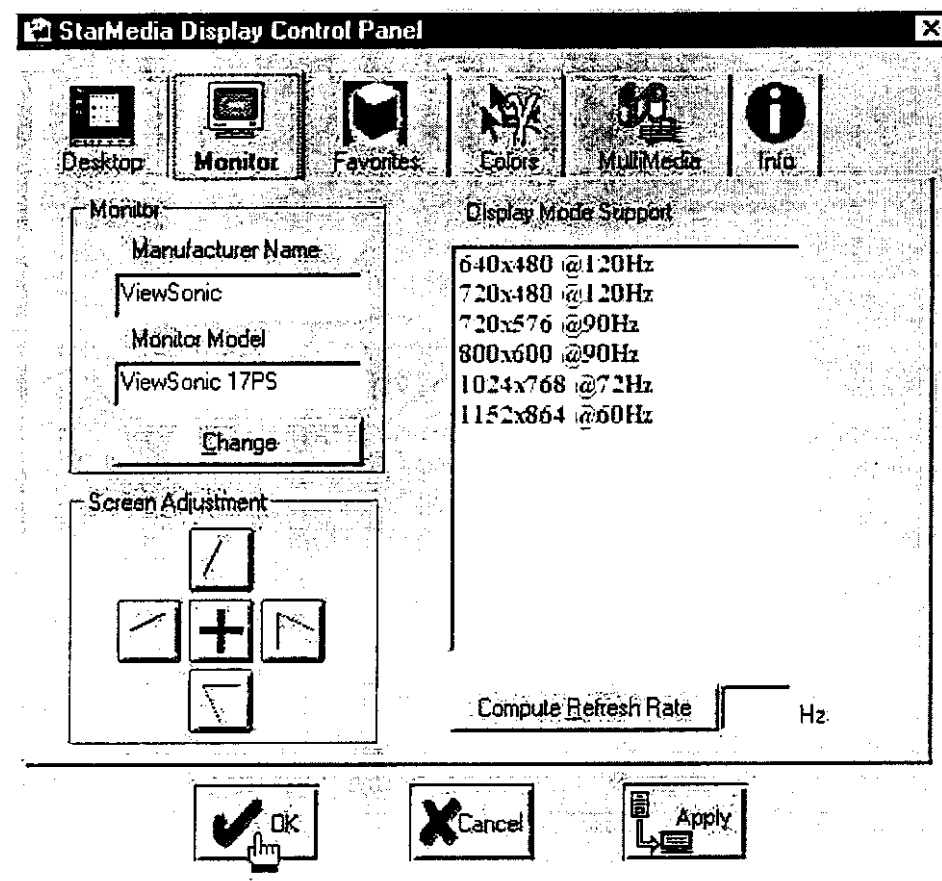 StarMedia Display Control Panel
Desktop
Monitor
Favorites
Colors
MultiMedia
Info
Monitor
Manufacturer Name
ViewSonic
Monitor Model
ViewSonic 17PS
Change
Screen Adjustment
Display Mode Support
640x480 @120Hz
720x480 @120Hz
720x576 @90Hz
800x600 @90Hz
1024x768 @72Hz
1152x864 @60Hz
Compute Refresh Rate
Hz
OK
Cancel
Apply